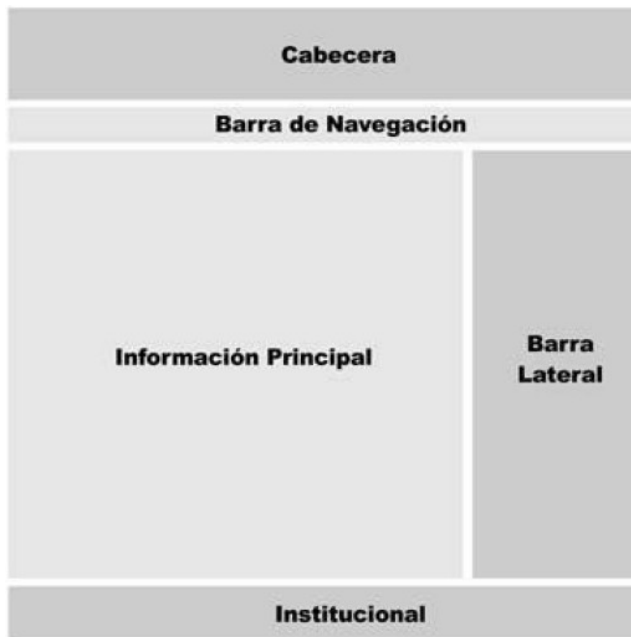 Cabecera
Barra de Navegación
Información Principal
Barra
Lateral
Institucional